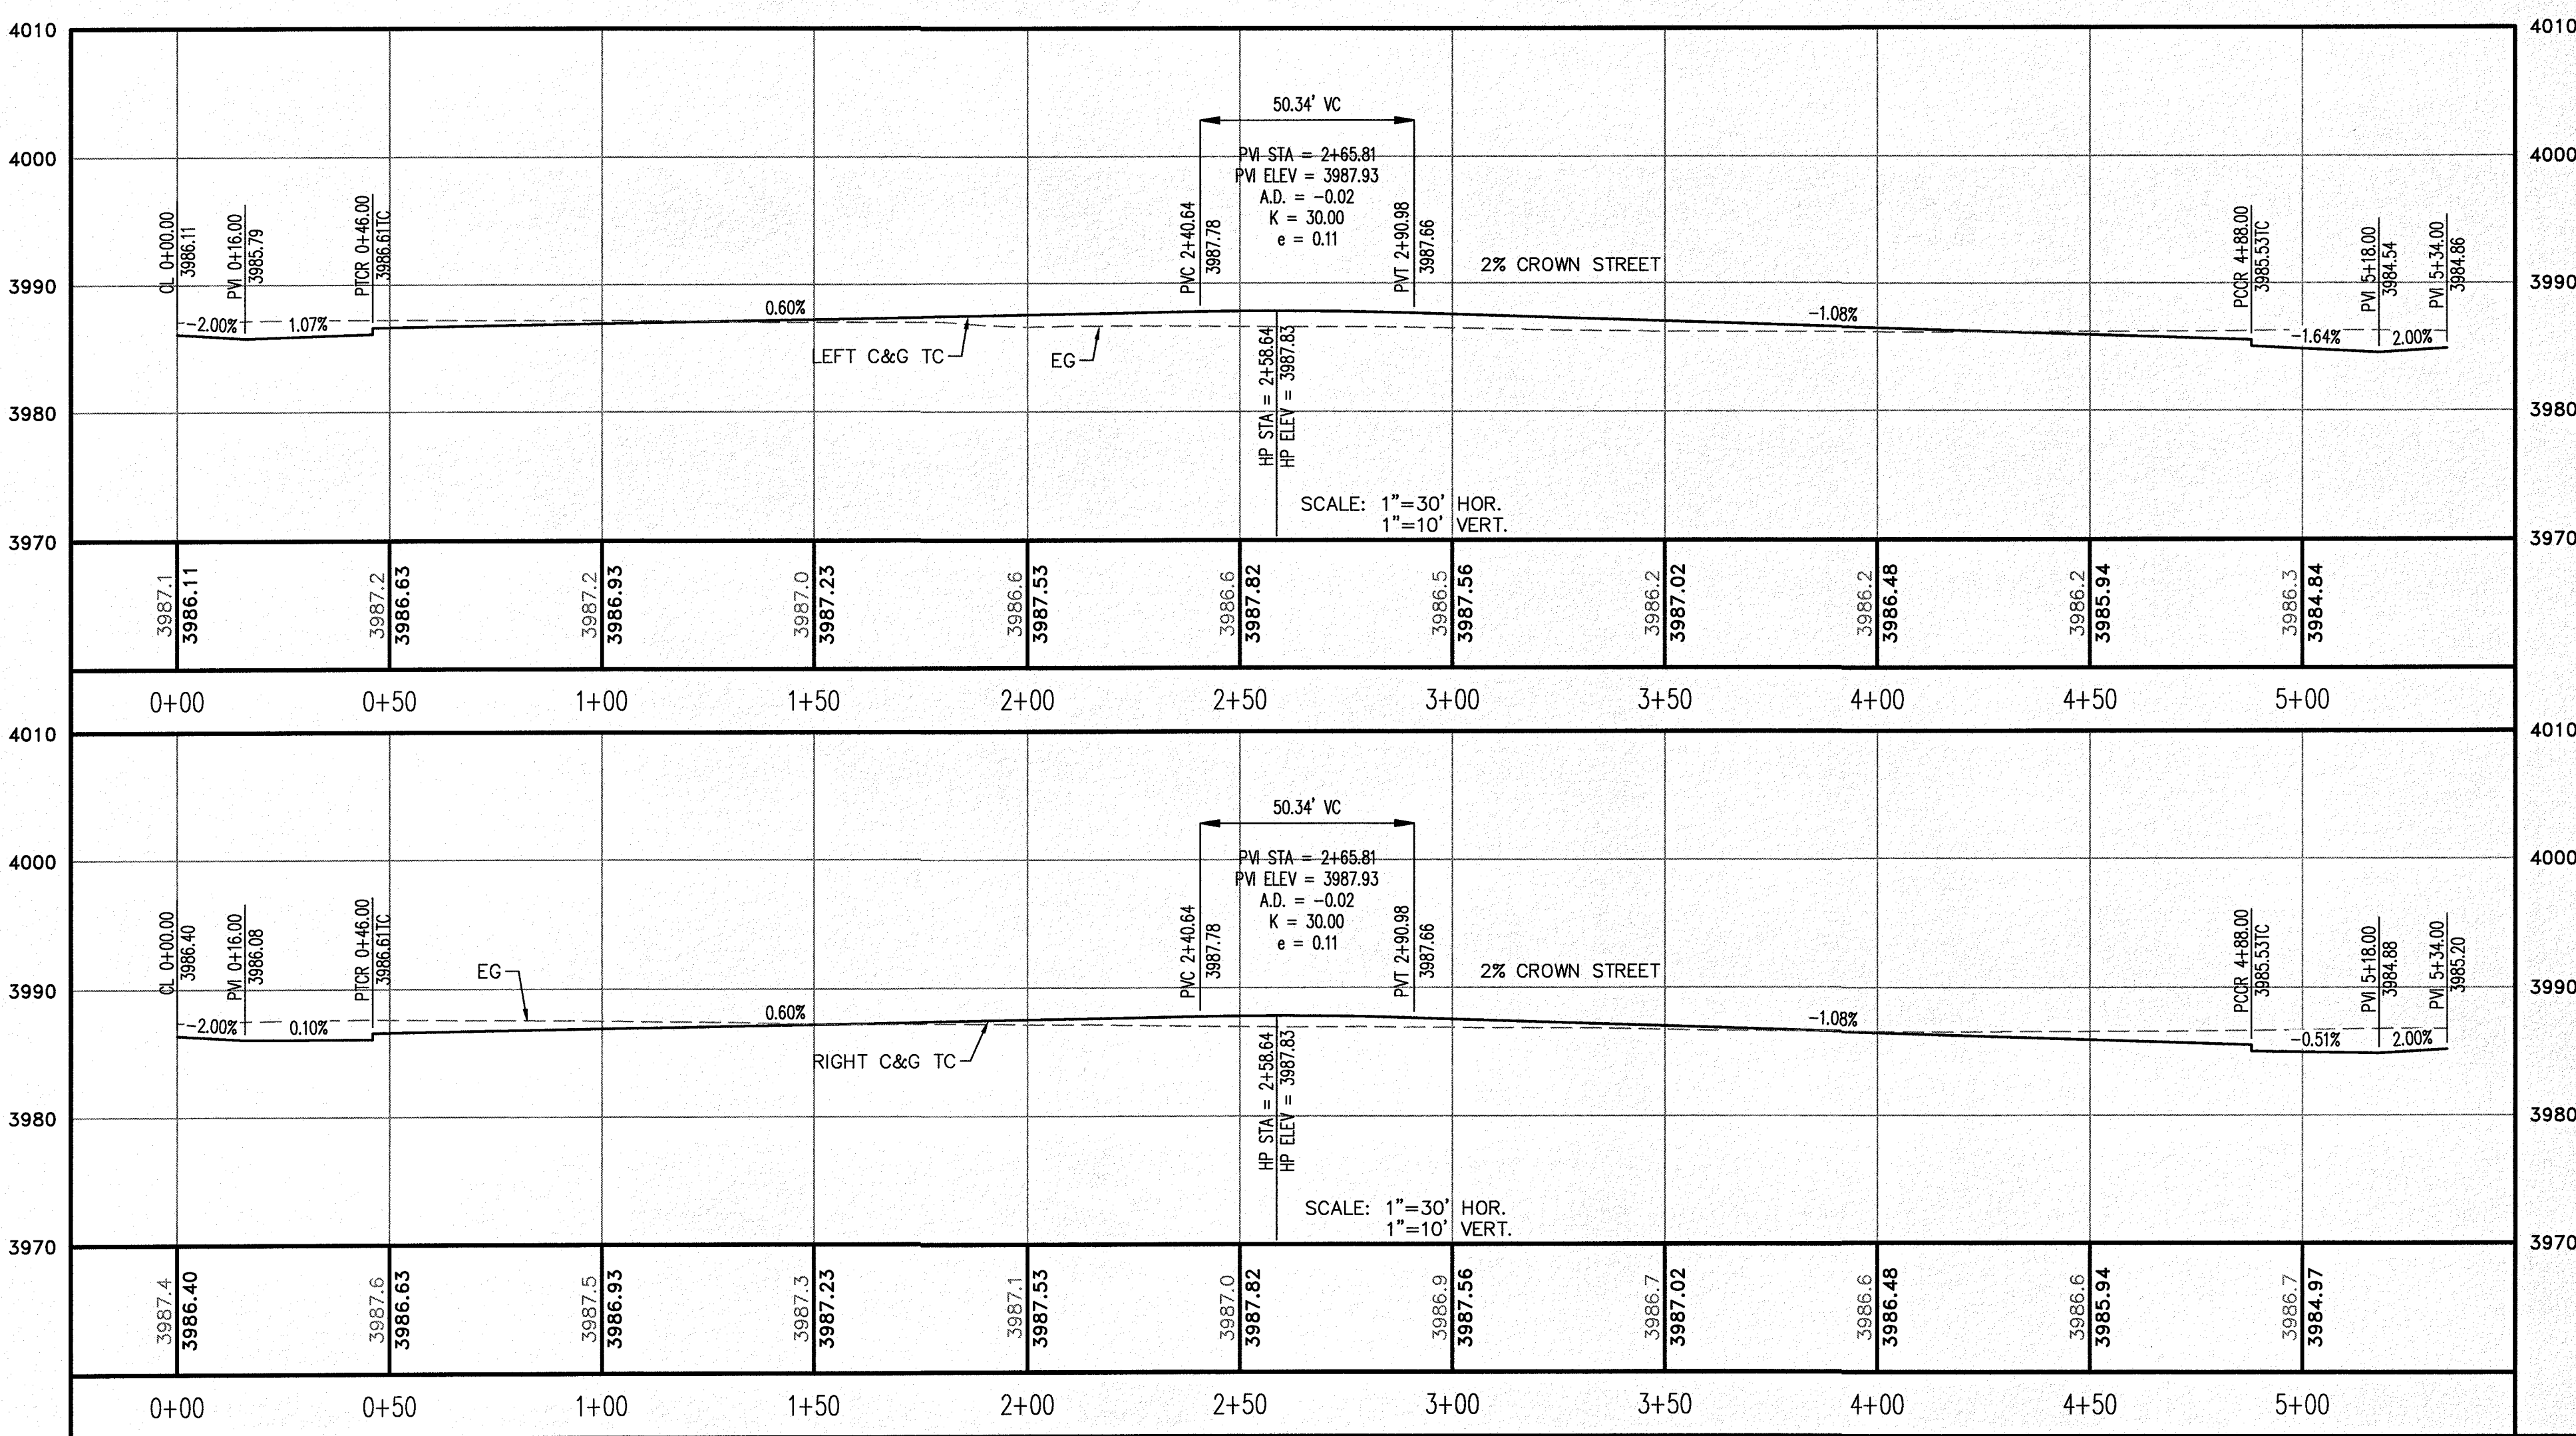 4010
4010
50.34' VC
4000
4000
PVI STA = 2+65.81
PVI ELEV = 3987.93
A.D. = -0.02
K = 30.00
e = 0.11
CL 0+00.00
3986.11
PVI 0+16.00
3985.79
PTCR 0+46.00
3986.61TC
PVC 2+40.64
3987.78
PVT 2+90.98
3987.66
2% CROWN STREET
PCCR 4+88.00
3985.53TC
PVI 5+18.00
3984.54
PVI 5+34.00
3984.86
3990
3990
-2.00%
1.07%
0.60%
-1.08%
-1.64%
2.00%
LEFT C&G TC
EG
HP STA = 2+58.64
HP ELEV = 3987.83
3980
3980
SCALE: 1"=30' HOR.
1"=10' VERT.
3970
3970
3987.1
3986.11
3987.2
3986.63
3987.2
3986.93
3987.0
3987.23
3986.6
3987.53
3986.6
3987.82
3986.5
3987.56
3986.2
3987.02
3986.2
3986.48
3986.2
3985.94
3986.3
3984.84
0+00 0+50 1+00 1+50 2+00 2+50 3+00 3+50 4+00 4+50 5+00
4010
4010
50.34' VC
4000
4000
PVI STA = 2+65.81
PVI ELEV = 3987.93
A.D. = -0.02
K = 30.00
e = 0.11
CL 0+00.00
3986.40
PVI 0+16.00
3986.08
PTCR 0+46.00
3986.61TC
EG
PVC 2+40.64
3987.78
PVT 2+90.98
3987.66
2% CROWN STREET
PCCR 4+88.00
3985.53TC
PVI 5+18.00
3984.88
PVI 5+34.00
3985.20
3990
3990
-2.00%
0.10%
0.60%
-1.08%
-0.51%
2.00%
RIGHT C&G TC
HP STA = 2+58.64
HP ELEV = 3987.83
3980
3980
SCALE: 1"=30' HOR.
1"=10' VERT.
3970
3970
3987.4
3986.40
3987.6
3986.63
3987.5
3986.93
3987.3
3987.23
3987.1
3987.53
3987.0
3987.82
3986.9
3987.56
3986.7
3987.02
3986.6
3986.48
3986.6
3985.94
3986.7
3984.97
0+00 0+50 1+00 1+50 2+00 2+50 3+00 3+50 4+00 4+50 5+00